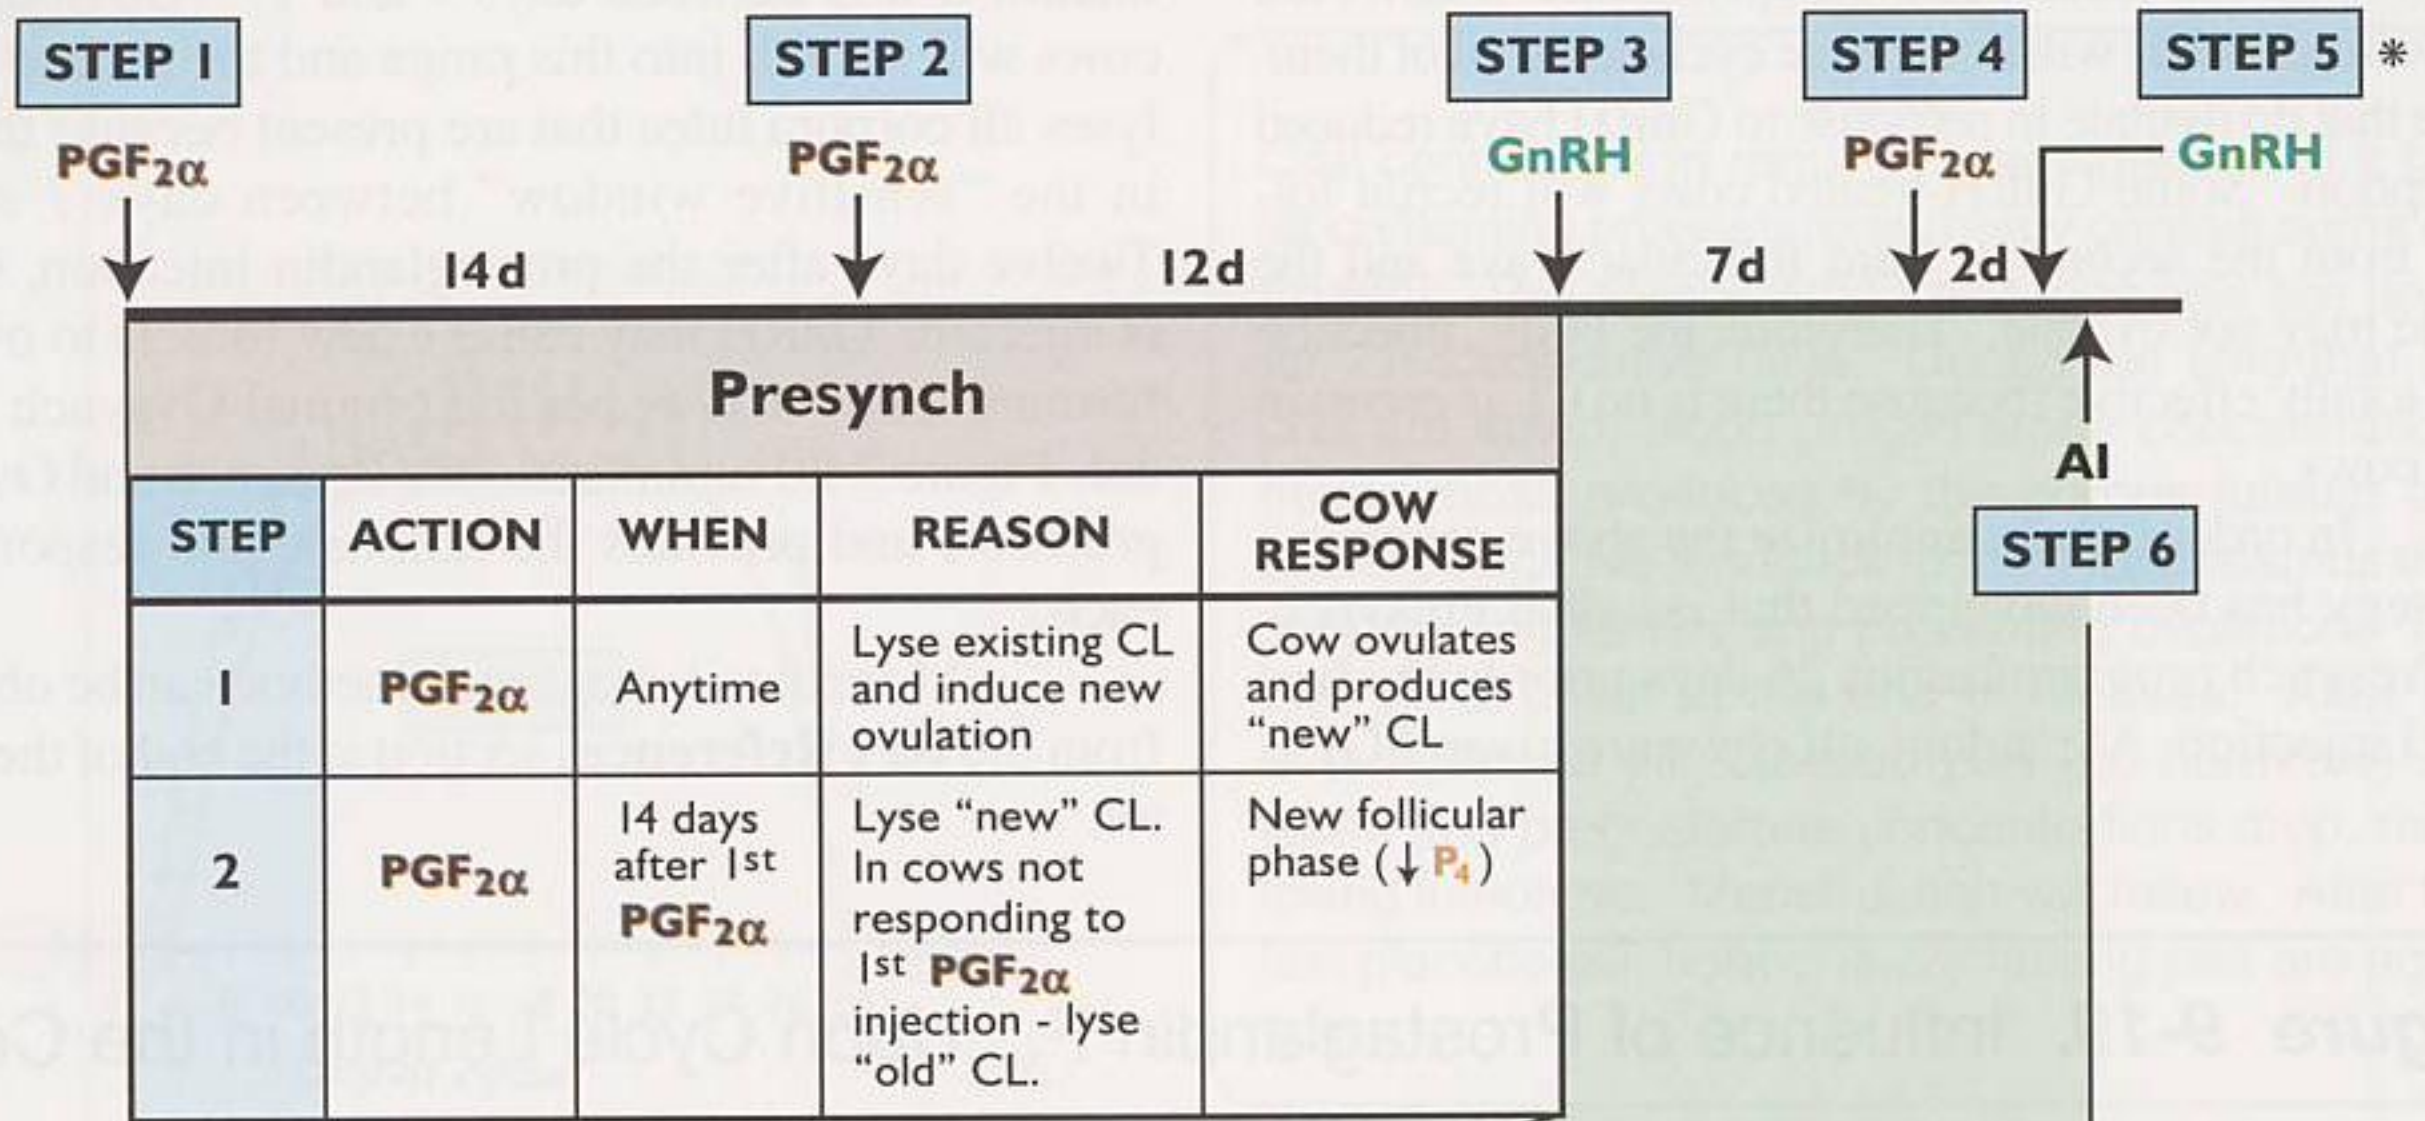 STEP 1
STEP 2
STEP 3
STEP 4
STEP 5 *
PGF2α
PGF2α
GnRH
PGF2α
GnRH
14d
12d
7d
2d
Presynch
AI
STEP 6
STEP
ACTION
WHEN
REASON
COW
RESPONSE
1
PGF2α
Anytime
Lyse existing CL
and induce new
ovulation
Cow ovulates
and produces
“new” CL
2
PGF2α
14 days
after 1st
PGF2α
Lyse “new” CL.
In cows not
responding to
1st PGF2α
injection - lyse
“old” CL.
New follicular
phase (↓ P4)